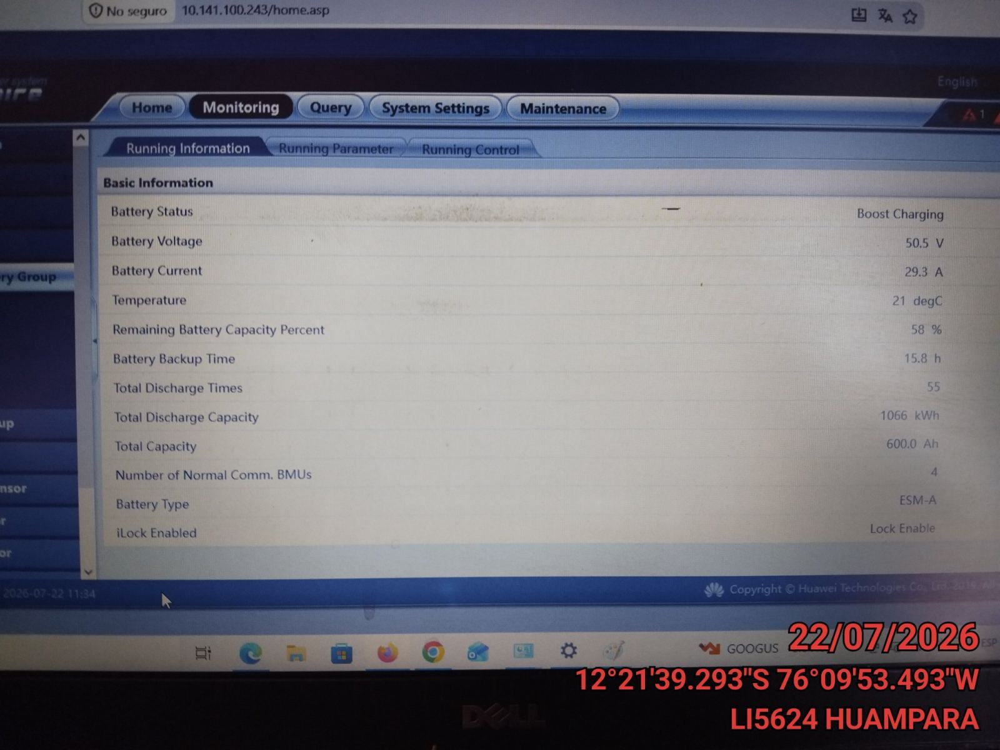 No seguro 10.141.100.243/home.asp
English
Home Monitoring Query System Settings Maintenance
1
Running Information Running Parameter Running Control
Basic Information
Battery Status Boost Charging
Battery Voltage 50.5 V
Battery Current 29.3 A
ry Group
Temperature 21 degC
Remaining Battery Capacity Percent 58 %
Battery Backup Time 15.8 h
Total Discharge Times 55
Total Discharge Capacity 1066 kWh
up
Total Capacity 600.0 Ah
Number of Normal Comm. BMUs 4
nsor
Battery Type ESM-A
r
iLock Enabled Lock Enable
or
2026-07-22 11:34
Copyright © Huawei Technologies Co., Ltd. 2019. All
GOOGUS
ESP
22/07/2026
12°21'39.293"S 76°09'53.493"W
DELL
LI5624 HUAMPARA